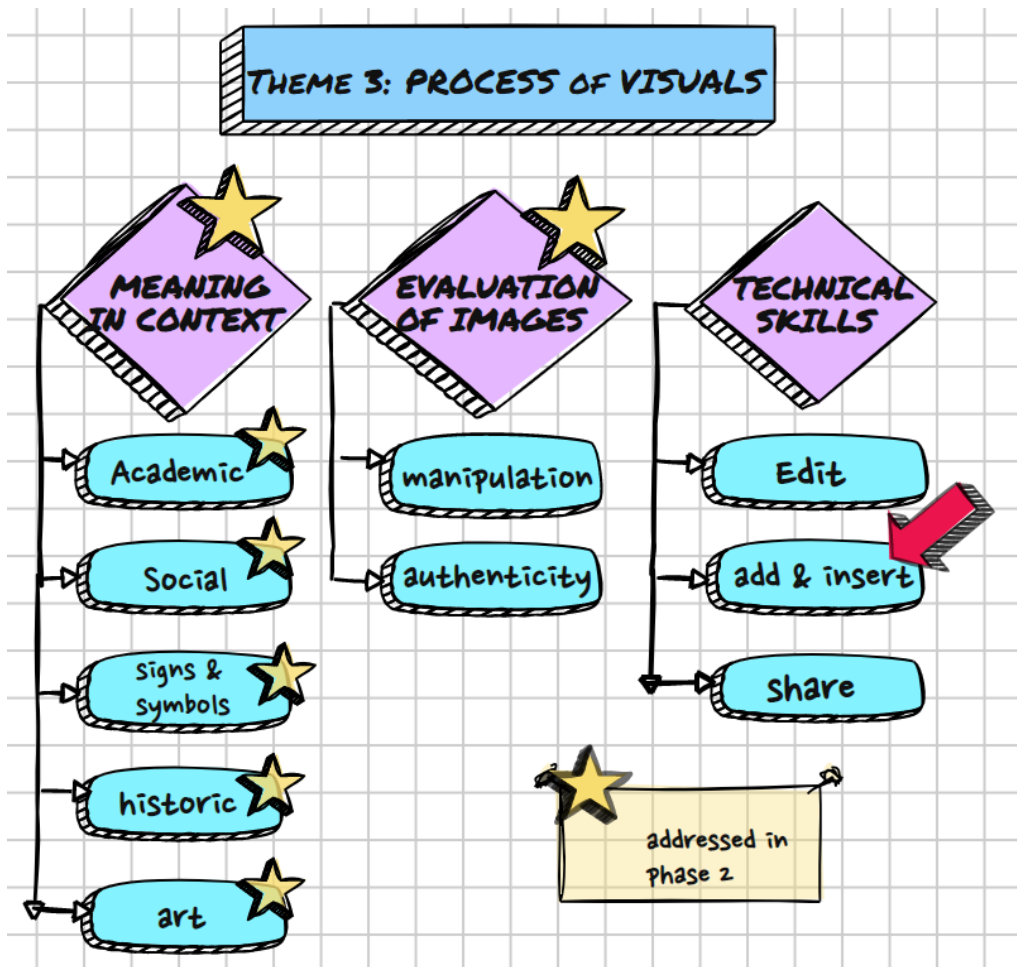 THEME 3: PROCESS OF VISUALS
MEANING
IN CONTEXT
Academic
Social
signs &
symbols
historic
art
EVALUATION
OF IMAGES
manipulation
authenticity
TECHNICAL
SKILLS
Edit
add & insert
share
addressed in
phase 2